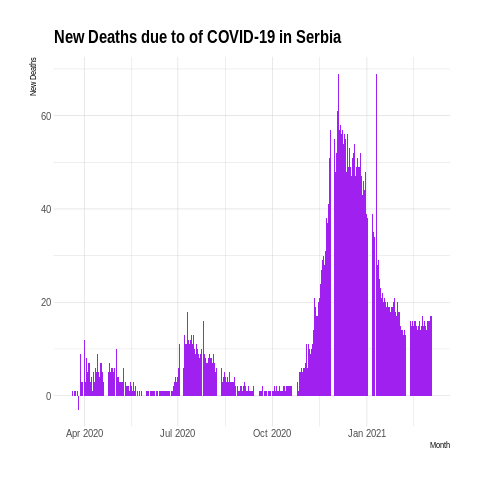 New Deaths due to of COVID-19 in Serbia
New Deaths
60
40
20
0
Apr 2020 Jul 2020 Oct 2020 Jan 2021
Month